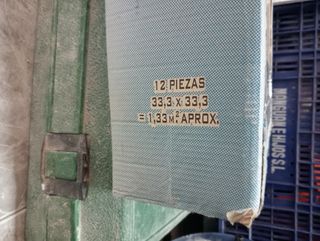 12 PIEZAS
33,3 x 33,3
= 1,33 M² APROX.